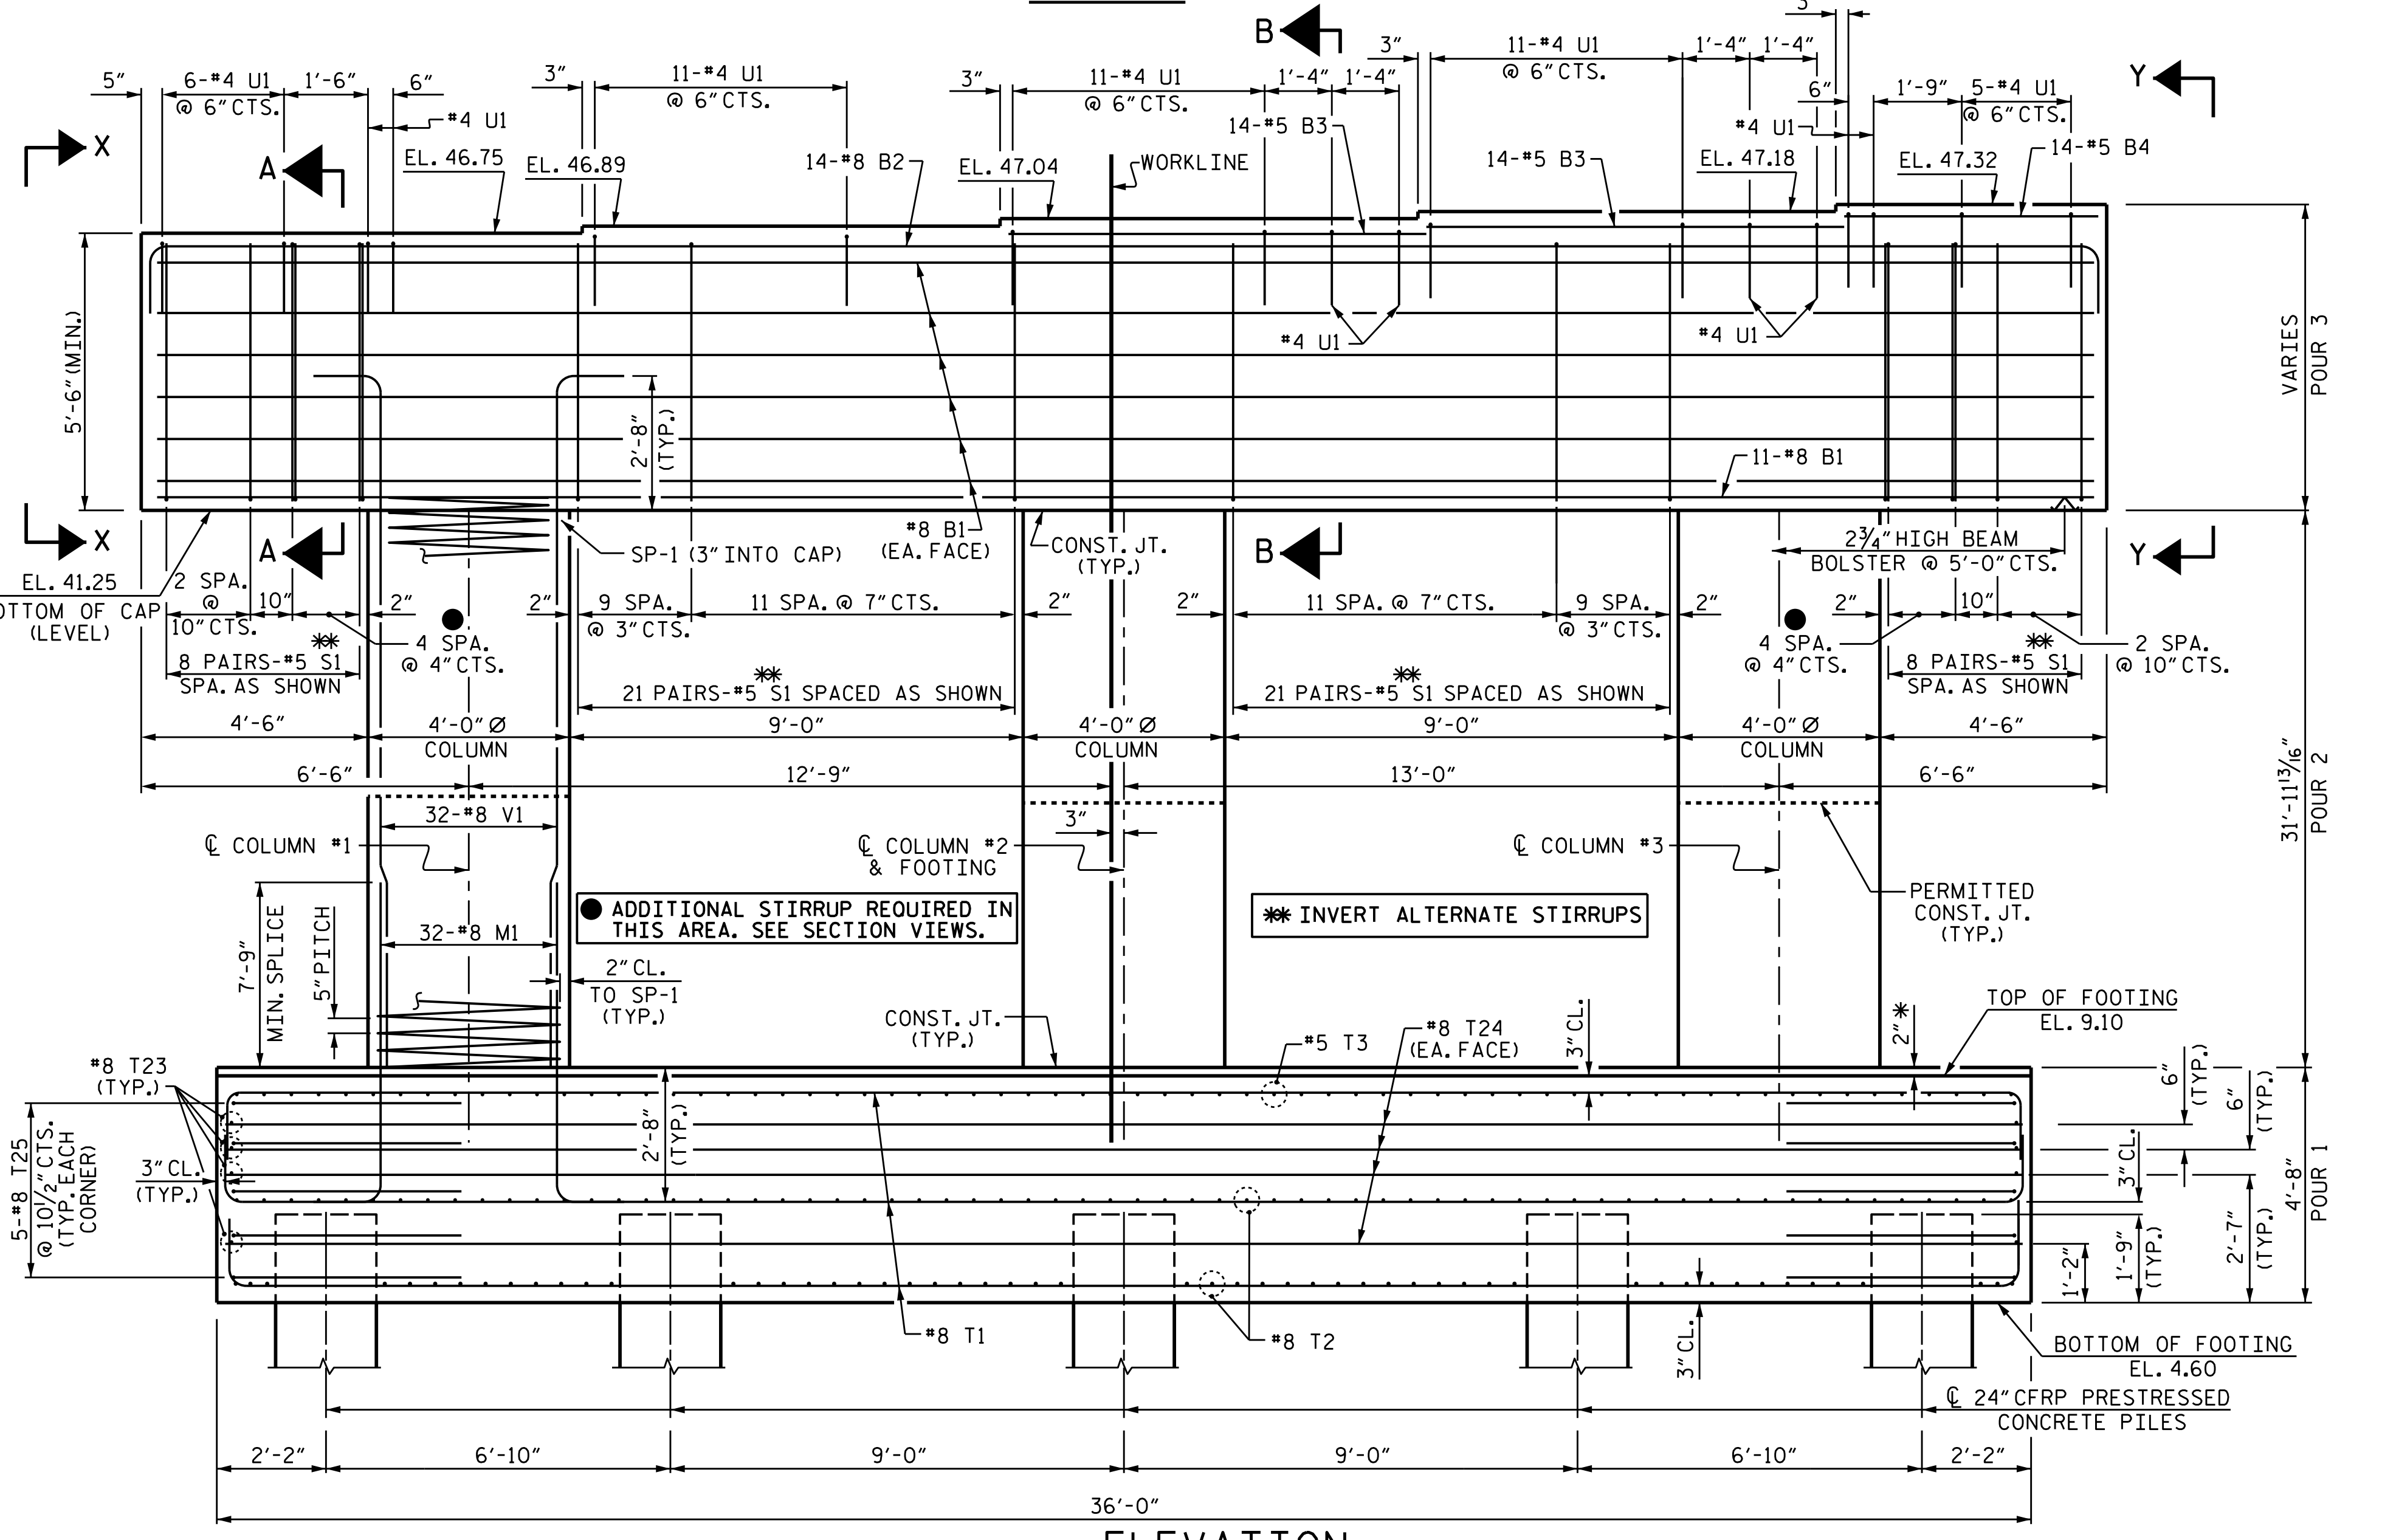 3"
B
3"
11-#4 U1
@ 6"CTS.
1'-4"
1'-4"
5"
6-#4 U1
@ 6"CTS.
1'-6"
6"
3"
11-#4 U1
@ 6"CTS.
3"
11-#4 U1
@ 6"CTS.
1'-4"
1'-4"
6"
1'-9"
5-#4 U1
@ 6"CTS.
Y
#4 U1
14-#5 B3
#4 U1
X
A
EL. 46.75
EL. 46.89
14-#8 B2
EL. 47.04
WORKLINE
14-#5 B3
EL. 47.18
EL. 47.32
14-#5 B4
5'-6"(MIN.)
#4 U1
#4 U1
VARIES
POUR 3
2'-8"
(TYP.)
11-#8 B1
X
A
SP-1 (3"INTO CAP)
#8 B1
(EA. FACE)
CONST. JT.
(TYP.)
B
2¾"HIGH BEAM
BOLSTER @ 5'-0"CTS.
Y
EL. 41.25
OTTOM OF CAP
(LEVEL)
2 SPA.
@
10"CTS.
10"
2"
4 SPA.
@ 4"CTS.
**
8 PAIRS-#5 S1
SPA. AS SHOWN
2"
9 SPA.
@ 3"CTS.
11 SPA. @ 7"CTS.
2"
2"
11 SPA. @ 7"CTS.
9 SPA.
@ 3"CTS.
2"
2"
10"
4 SPA.
@ 4"CTS.
**
2 SPA.
@ 10"CTS.
8 PAIRS-#5 S1
SPA. AS SHOWN
**
21 PAIRS-#5 S1 SPACED AS SHOWN
**
21 PAIRS-#5 S1 SPACED AS SHOWN
4'-6"
4'-0"Ø
COLUMN
9'-0"
4'-0"Ø
COLUMN
9'-0"
4'-0"Ø
COLUMN
4'-6"
6'-6"
12'-9"
13'-0"
6'-6"
31'-11 13/16"
POUR 2
32-#8 V1
3"
℄ COLUMN #1
℄ COLUMN #2
& FOOTING
℄ COLUMN #3
PERMITTED
CONST. JT.
(TYP.)
● ADDITIONAL STIRRUP REQUIRED IN
THIS AREA. SEE SECTION VIEWS.
** INVERT ALTERNATE STIRRUPS
7'-9"
MIN. SPLICE
5"PITCH
32-#8 M1
2"CL.
TO SP-1
(TYP.)
CONST. JT.
(TYP.)
#5 T3
#8 T24
(EA. FACE)
3"CL.
2"*
TOP OF FOOTING
EL. 9.10
#8 T23
(TYP.)
2'-8"
(TYP.)
6"
(TYP.)
6"
(TYP.)
5-#8 T25
@ 10½"CTS.
(TYP. EACH
CORNER)
3"CL.
(TYP.)
3"CL.
1'-2"
1'-9"
(TYP.)
2'-7"
(TYP.)
4'-8"
POUR 1
#8 T1
#8 T2
3"CL.
BOTTOM OF FOOTING
EL. 4.60
℄ 24"CFRP PRESTRESSED
CONCRETE PILES
2'-2"
6'-10"
9'-0"
9'-0"
6'-10"
2'-2"
36'-0"
ELEVATION